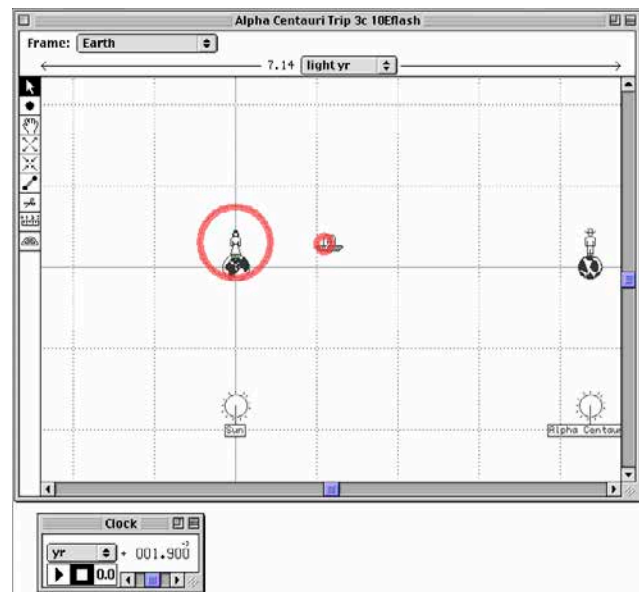 Alpha Centauri Trip 3c 10Eflash
Frame: Earth
7.14 light yr
Sun
Alpha Centau
Clock
yr + 001.900
0.0